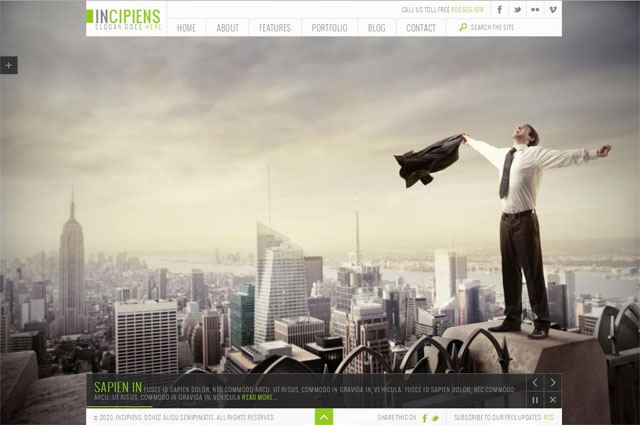 INCIPIENS
SLOGAN GOES HERE
CALL US TOLL FREE 800.505.1618
HOME
ABOUT
FEATURES
PORTFOLIO
BLOG
CONTACT
SEARCH THE SITE
SAPIEN IN FUSCE ID SAPIEN DOLOR, NEC COMMODO ARCU. UT RISUS, COMMODO IN GRAVIDA IN, VEHICULA. FUSCE ID SAPIEN DOLOR, NEC COMMODO
ARCU. UT RISUS, COMMODO IN GRAVIDA IN, VEHICULA READ MORE...
© 2020. INCIPIENS, DONEC ALIQU SEMIPIMATIS. ALL RIGHTS RESERVED.
SHARE THIS ON
SUBSCRIBE TO OUR FREE UPDATES: RSS